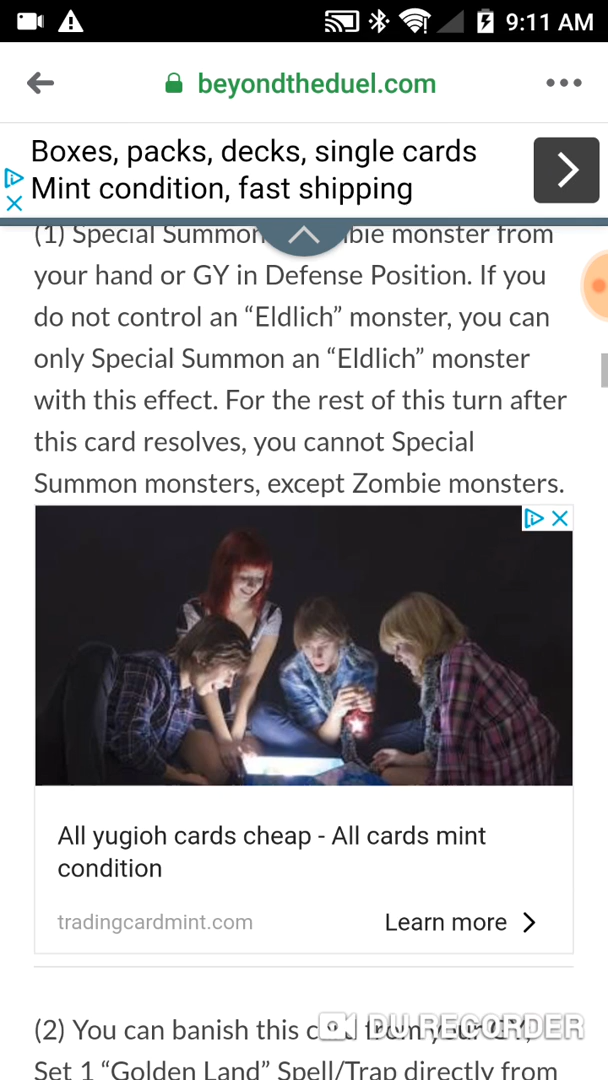 9:11 AM
beyondtheduel.com
Boxes, packs, decks, single cards
Mint condition, fast shipping
(1) Special Summon bie monster from
your hand or GY in Defense Position. If you
do not control an “Eldlich” monster, you can
only Special Summon an “Eldlich” monster
with this effect. For the rest of this turn after
this card resolves, you cannot Special
Summon monsters, except Zombie monsters.
All yugioh cards cheap - All cards mint
condition
tradingcardmint.com
Learn more
(2) You can banish this card from your GY,
DU RECORDER
Set 1 “Golden Land” Spell/Trap directly from